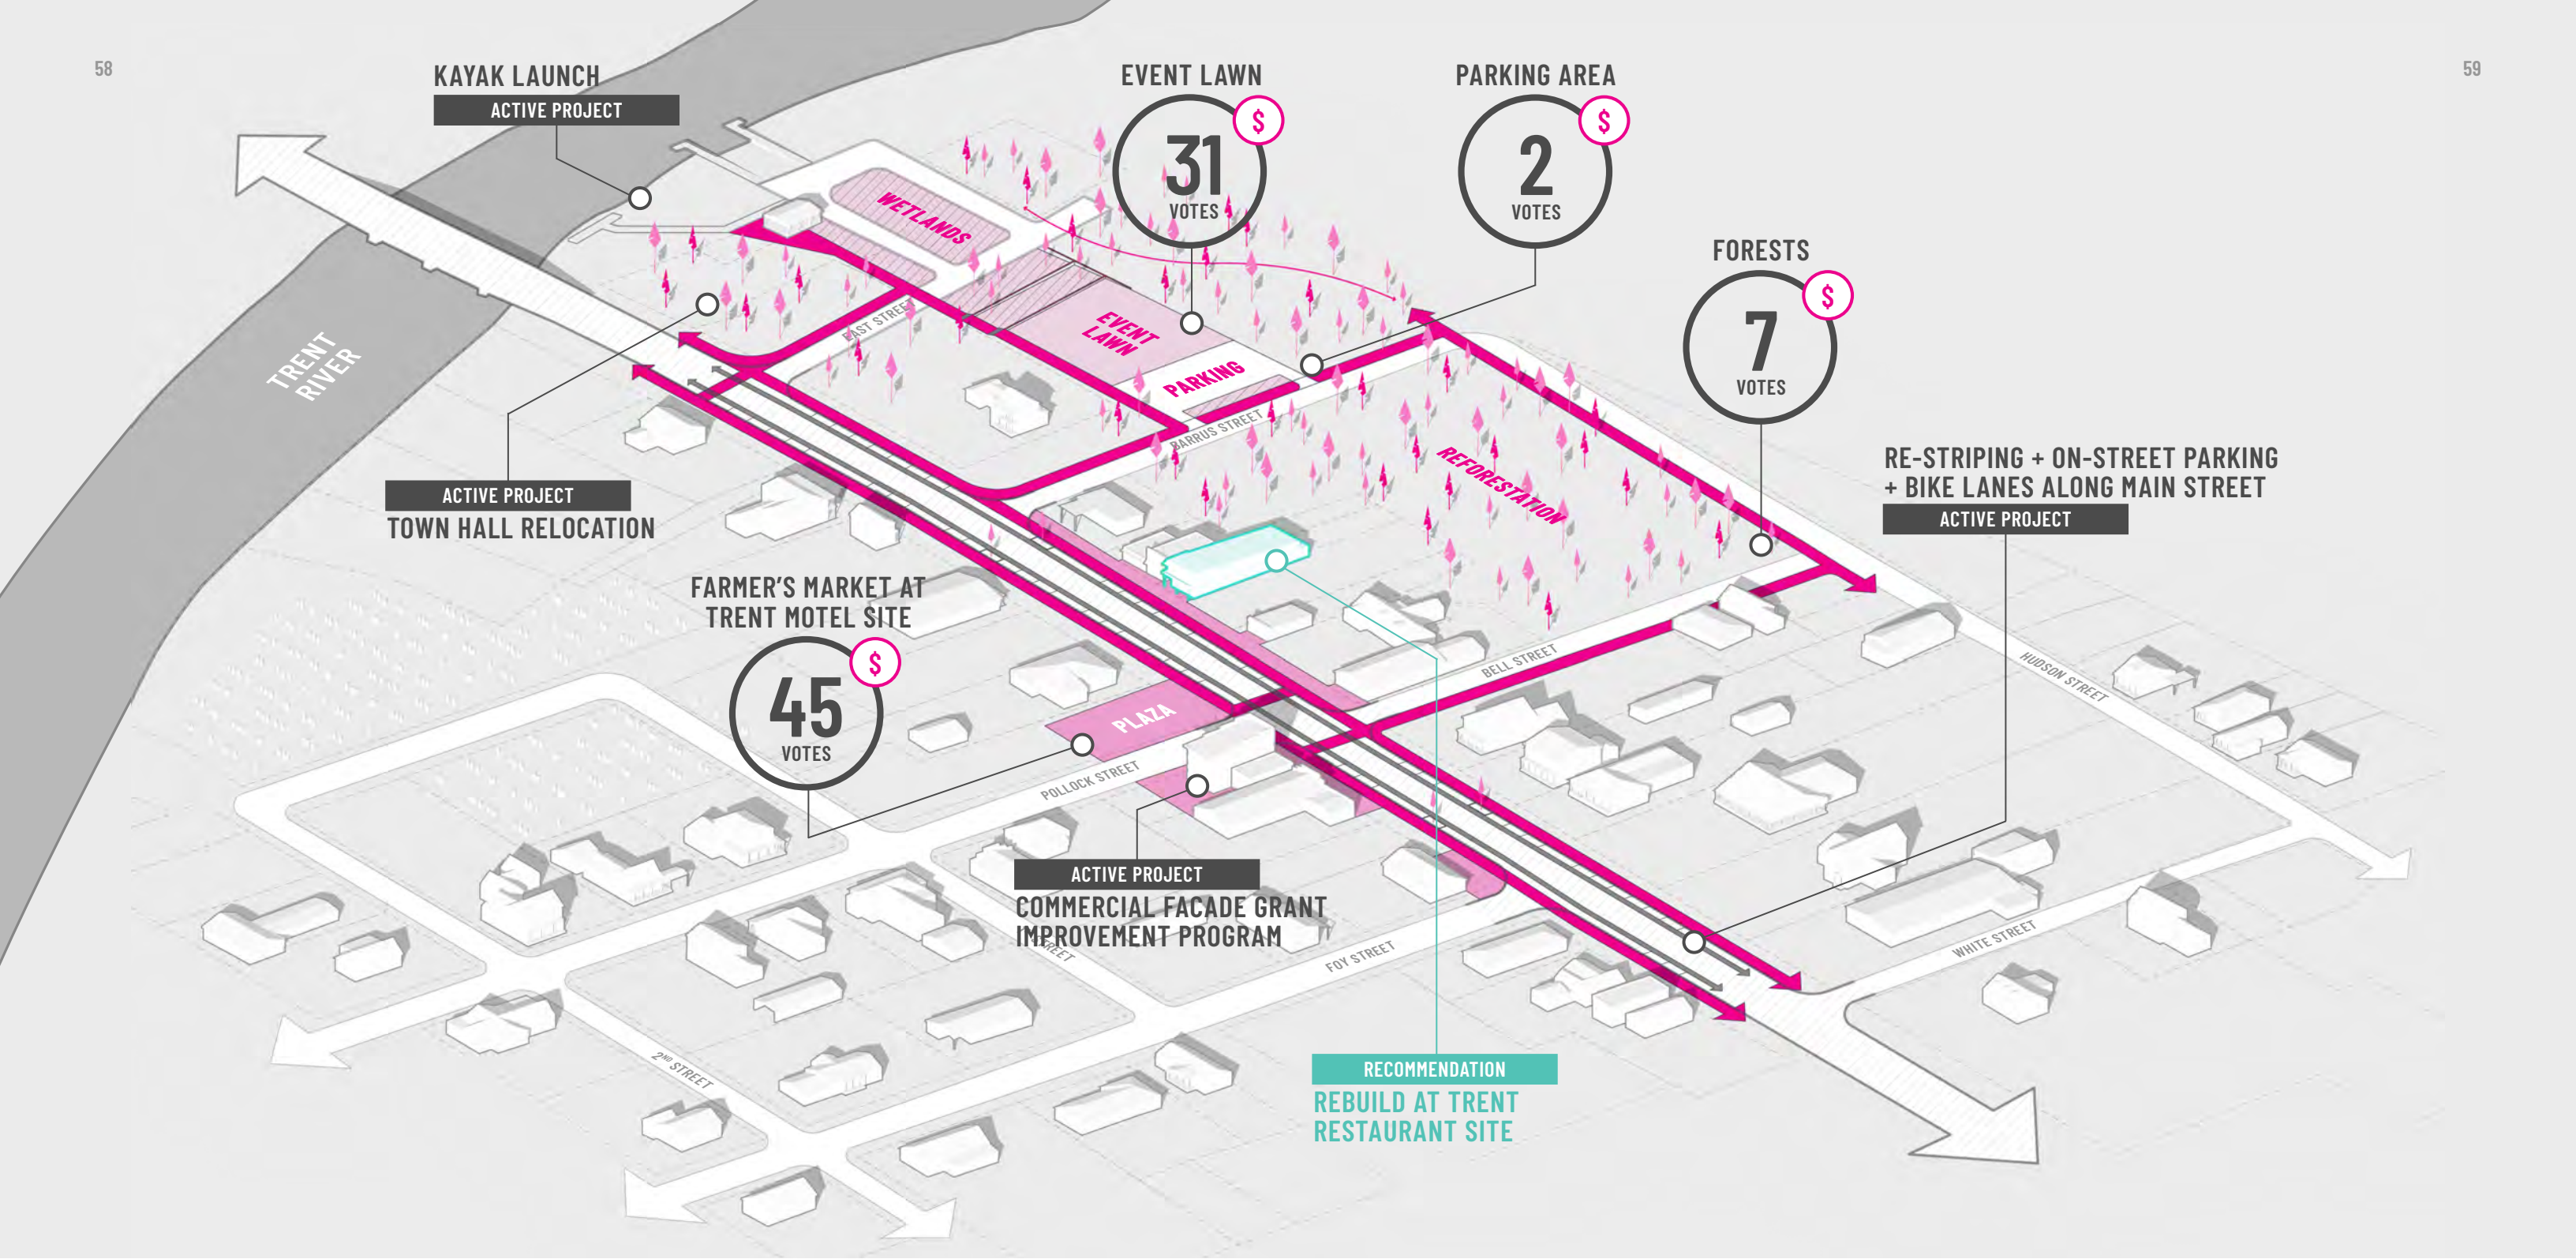 58
59
KAYAK LAUNCH
ACTIVE PROJECT
EVENT LAWN
$
31
VOTES
PARKING AREA
$
2
VOTES
FORESTS
$
7
VOTES
WETLANDS
EVENT
LAWN
PARKING
REFORESTATION
TRENT
RIVER
EAST STREET
BARRUS STREET
ACTIVE PROJECT
TOWN HALL RELOCATION
RE-STRIPING + ON-STREET PARKING
+ BIKE LANES ALONG MAIN STREET
ACTIVE PROJECT
FARMER'S MARKET AT
TRENT MOTEL SITE
$
45
VOTES
PLAZA
BELL STREET
HUDSON STREET
POLLOCK STREET
ACTIVE PROJECT
COMMERCIAL FACADE GRANT
IMPROVEMENT PROGRAM
STREET
FOY STREET
WHITE STREET
2ND STREET
RECOMMENDATION
REBUILD AT TRENT
RESTAURANT SITE